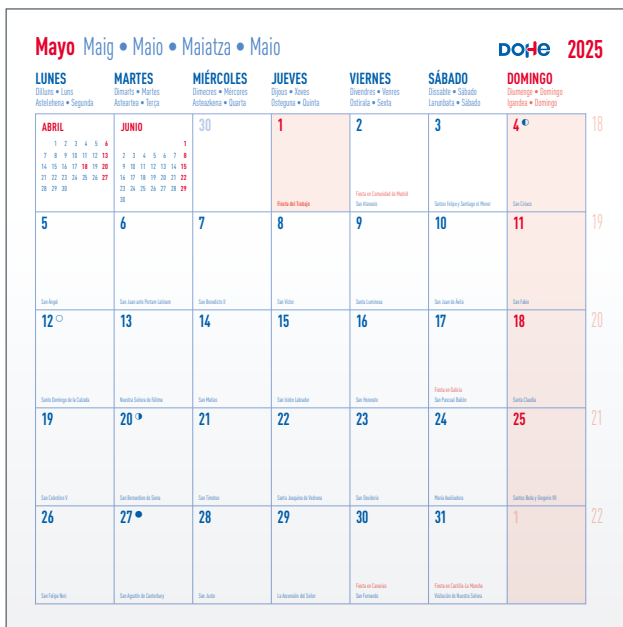 Mayo Maig • Maio • Maiatza • Maio
DOHE 2025
LUNES MARTES MIÉRCOLES JUEVES VIERNES SÁBADO DOMINGO
Dilluns • Luns Dimarts • Martes Dimecres • Mércores Dijous • Xoves Divendres • Venres Dissabte • Sábado Diumenge • Domingo
Astelehena • Segunda Asteartea • Terça Asteazkena • Quarta Osteguna • Quinta Ostirala • Sexta Larunbata • Sábado Igandea • Domingo
ABRIL
1 2 3 4 5 6
7 8 9 10 11 12 13
14 15 16 17 18 19 20
21 22 23 24 25 26 27
28 29 30
JUNIO
1
2 3 4 5 6 7 8
9 10 11 12 13 14 15
16 17 18 19 20 21 22
23 24 25 26 27 28 29
30
30 1 2 3 4 18
Fiesta en Comunidad de Madrid
Fiesta del Trabajo San Atanasio Santos Felipe y Santiago el Menor San Ciriaco
5 6 7 8 9 10 11 19
San Ángel San Juan ante Portam Latinam San Benedicto II San Víctor Santa Luminosa San Juan de Ávila San Fabio
12 13 14 15 16 17 18 20
Fiesta en Galicia
Santo Domingo de la Calzada Nuestra Señora de Fátima San Matías San Isidro Labrador San Honorato San Pascual Bailón Santa Claudia
19 20 21 22 23 24 25 21
San Celestino V San Bernardino de Siena San Timoteo Santa Joaquina de Vedruna San Desiderio María Auxiliadora Santos Beda y Gregorio VII
26 27 28 29 30 31 1 22
Fiesta en Canarias Fiesta en Castilla-La Mancha
San Felipe Neri San Agustín de Canterbury San Justo La Ascensión del Señor San Fernando Visitación de Nuestra Señora